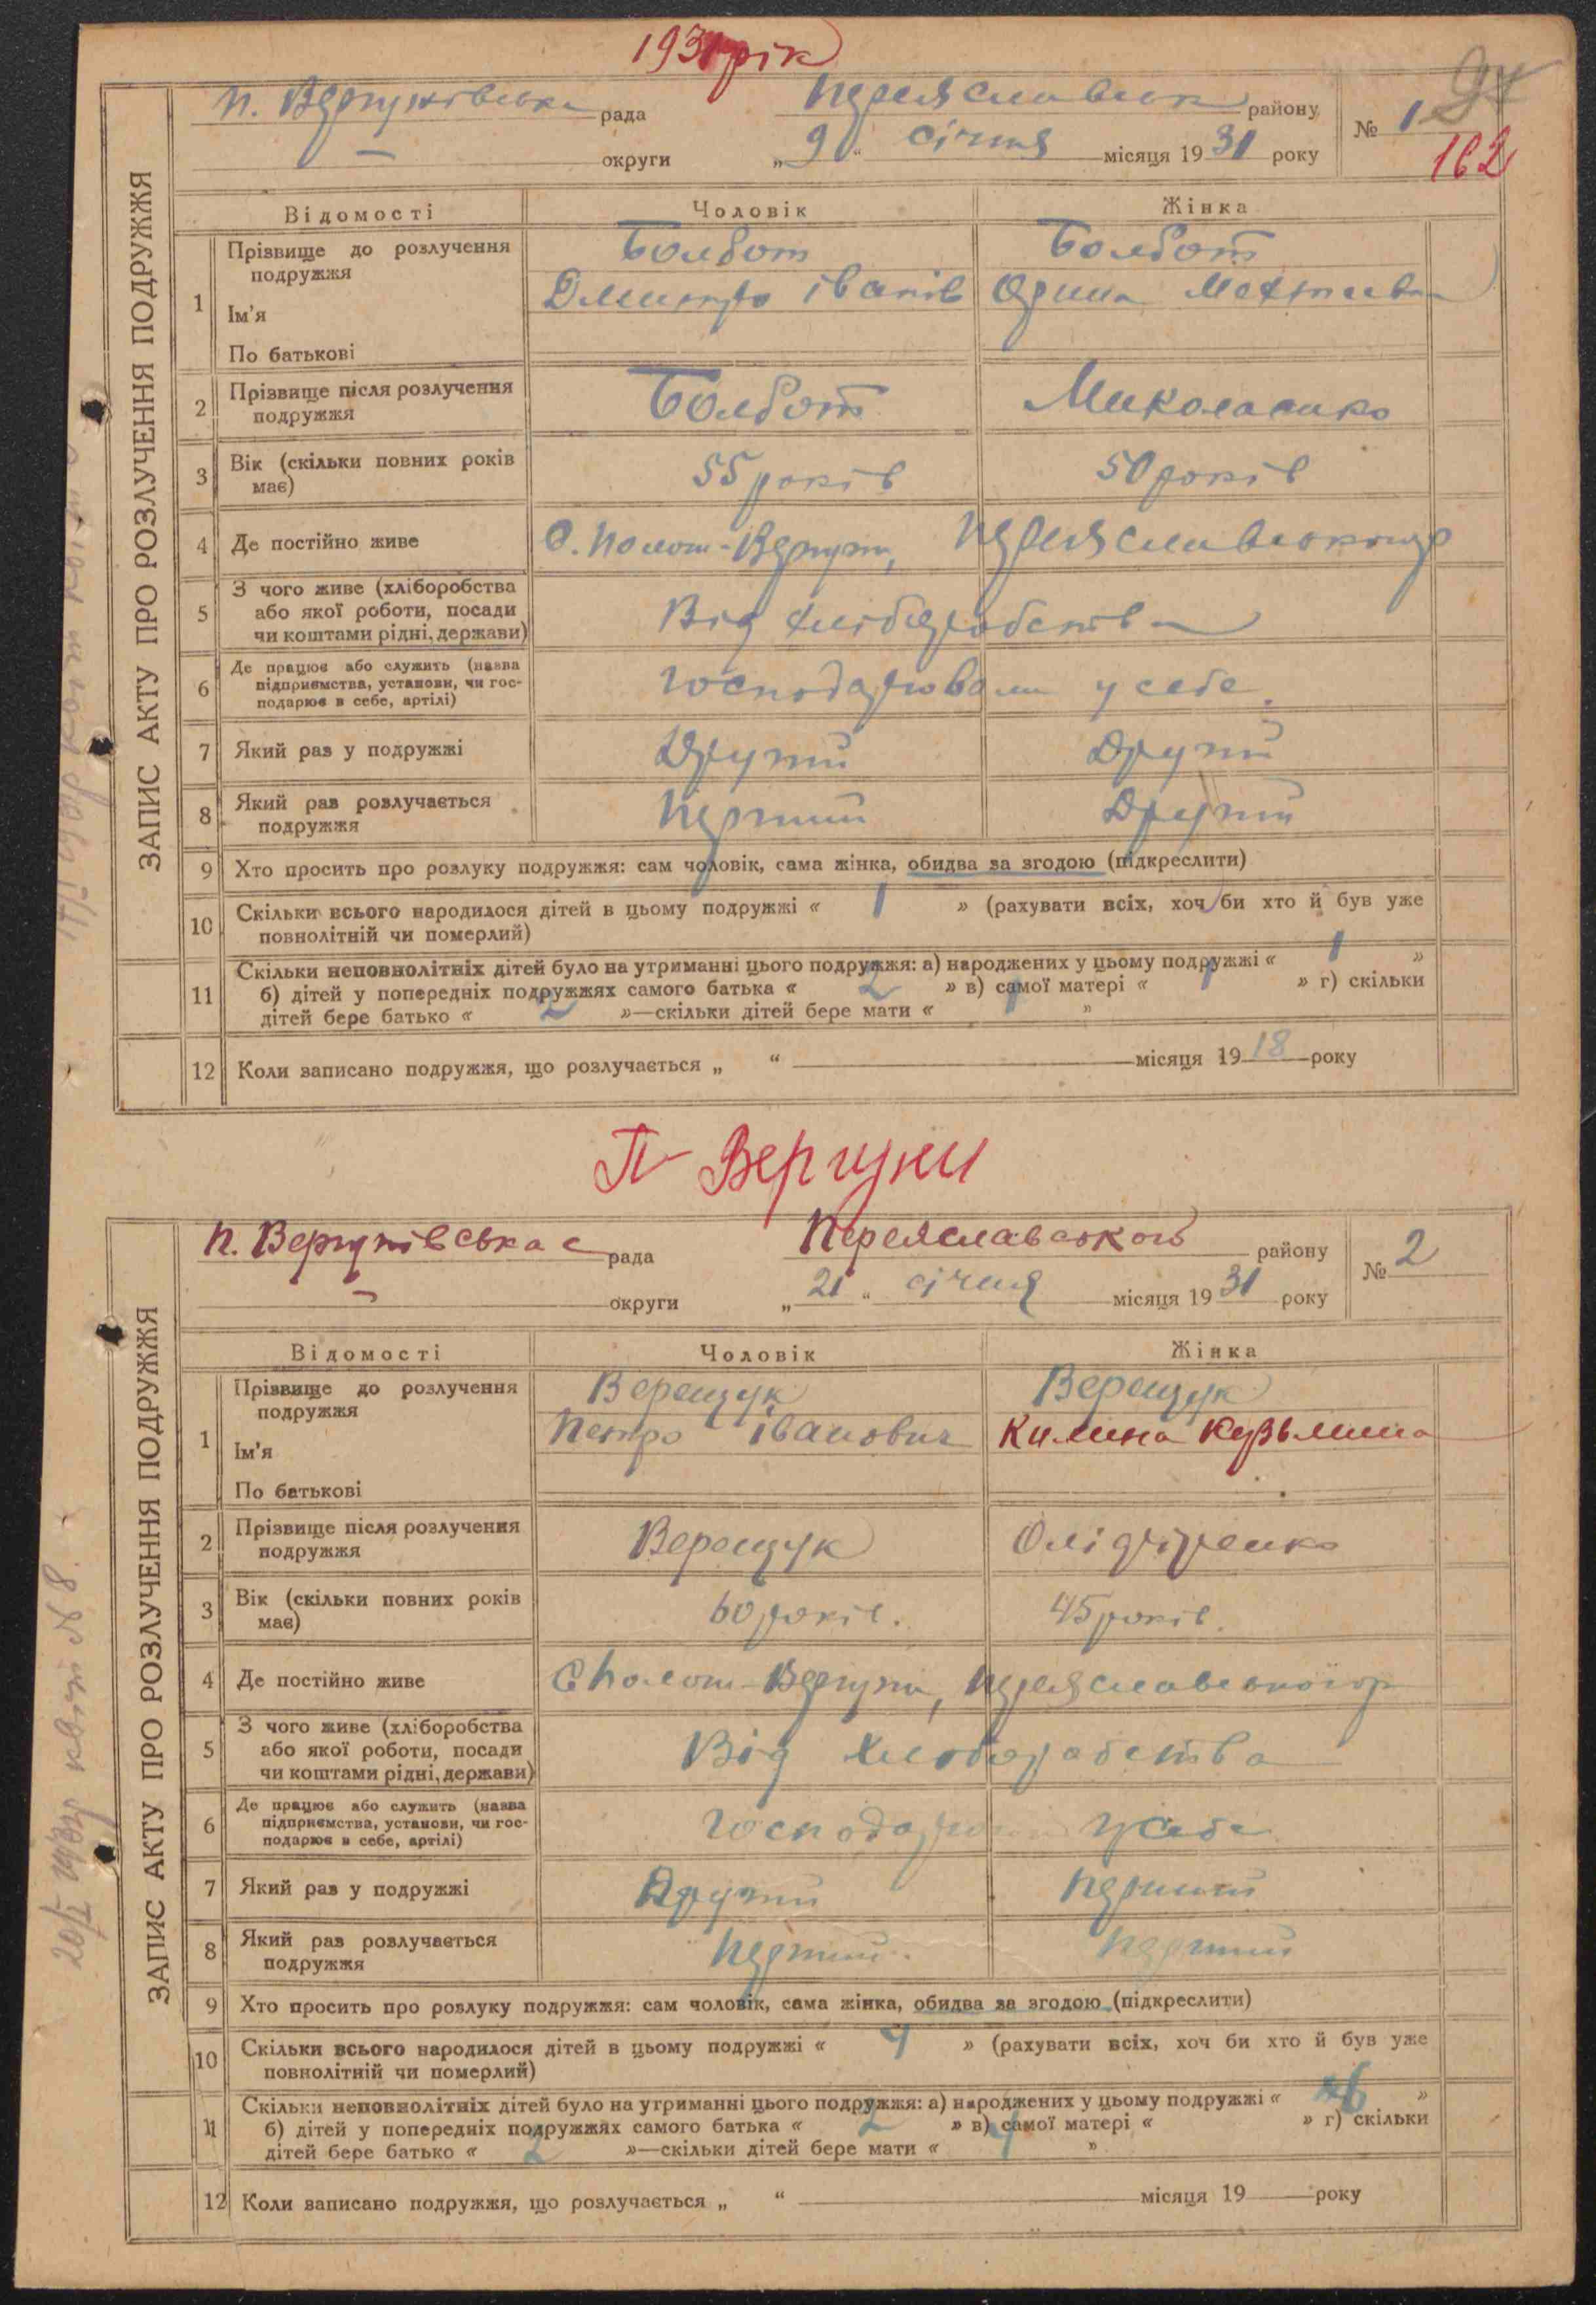 1931 рік
п. Вергунівська рада Переяславськ району № 1
162
— округи „ 9 “ січня місяця 1931 року
ЗАПИС АКТУ ПРО РОЗЛУЧЕННЯ ПОДРУЖЖЯ
Відомості Чоловік Жінка
1 Прізвище до розлучення подружжя Болбот Болбот
Ім'я Дмитро Іванів
По батькові
2 Прізвище після розлучення подружжя Болбот Миколаенко
3 Вік (скільки повних років має) 55 років 50 років
4 Де постійно живе С. Полот-Вергун, Переяславського р
5 З чого живе (хліборобства або якої роботи, посади чи коштами рідні, держави) Від хліборобств
6 Де працює або служить (назва підприємства, установи, чи господарює в себе, артілі) господарювали у себе.
7 Який раз у подружжі Другий Другий
8 Який раз розлучається подружжя Перший Другий
9 Хто просить про розлуку подружжя: сам чоловік, сама жінка, обидва за згодою (підкреслити)
10 Скільки всього народилося дітей в цьому подружжі « 1 » (рахувати всіх, хоч би хто й був уже
повнолітній чи померлий)
11 Скільки неповнолітніх дітей було на утриманні цього подружжя: а) народжених у цьому подружжі « 1 »
б) дітей у попередніх подружжях самого батька « 2 » в) самої матері « 1 » г) скільки
дітей бере батько « 2 »—скільки дітей бере мати « 1 »
12 Коли записано подружжя, що розлучається „ “ місяця 1918 року
П-Вергуни
п. Вергунівська с рада Переяславського району № 2
— округи „ 21 “ січня місяця 1931 року
ЗАПИС АКТУ ПРО РОЗЛУЧЕННЯ ПОДРУЖЖЯ
Відомості Чоловік Жінка
1 Прізвище до розлучення подружжя Верещук Верещук
Ім'я Петро Іванович Килина Кузьмина
По батькові
2 Прізвище після розлучення подружжя Верещук
3 Вік (скільки повних років має) 60 років. 45 років.
4 Де постійно живе С Полот-Вергун, Переяславського р
5 З чого живе (хліборобства або якої роботи, посади чи коштами рідні, держави) Від хліборобства
6 Де працює або служить (назва підприємства, установи, чи господарює в себе, артілі) у себе
7 Який раз у подружжі Другий Перший
8 Який раз розлучається подружжя Перший Перший
9 Хто просить про розлуку подружжя: сам чоловік, сама жінка, обидва за згодою (підкреслити)
10 Скільки всього народилося дітей в цьому подружжі « 4 » (рахувати всіх, хоч би хто й був уже
повнолітній чи померлий)
11 Скільки неповнолітніх дітей було на утриманні цього подружжя: а) народжених у цьому подружжі « »
б) дітей у попередніх подружжях самого батька « 2 » в) самої матері « » г) скільки
дітей бере батько « 2 »—скільки дітей бере мати « »
12 Коли записано подружжя, що розлучається „ “ місяця 19 року